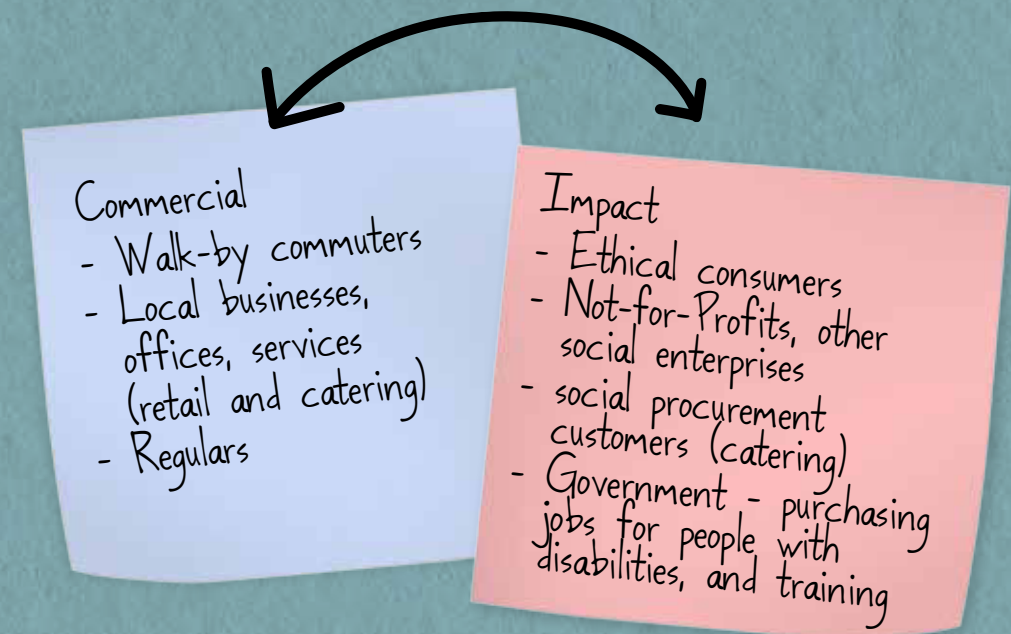 Commercial
- Walk-by commuters
- Local businesses,
offices, services
(retail and catering)
- Regulars
Impact
- Ethical consumers
- Not-for-Profits, other
social enterprises
- social procurement
customers (catering)
- Government - purchasing
jobs for people with
disabilities, and training